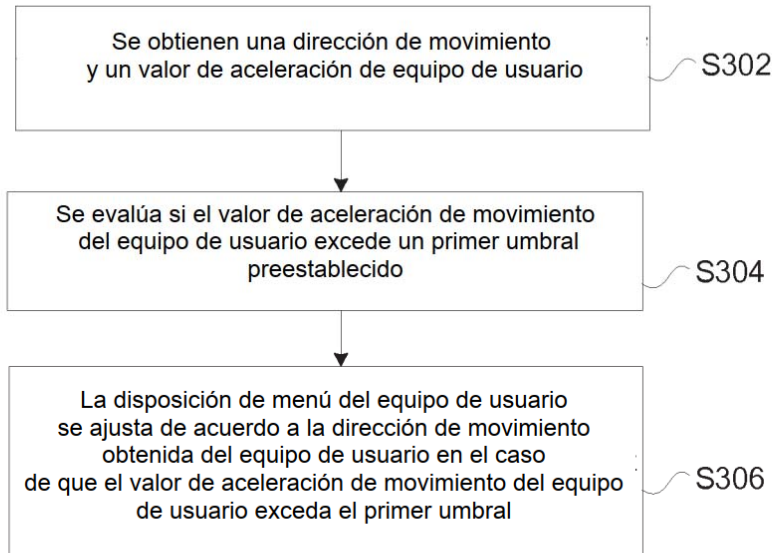 Se obtienen una dirección de movimiento
y un valor de aceleración de equipo de usuario
S302
Se evalúa si el valor de aceleración de movimiento
del equipo de usuario excede un primer umbral
preestablecido
S304
La disposición de menú del equipo de usuario
se ajusta de acuerdo a la dirección de movimiento
obtenida del equipo de usuario en el caso
de que el valor de aceleración de movimiento del equipo
de usuario exceda el primer umbral
S306